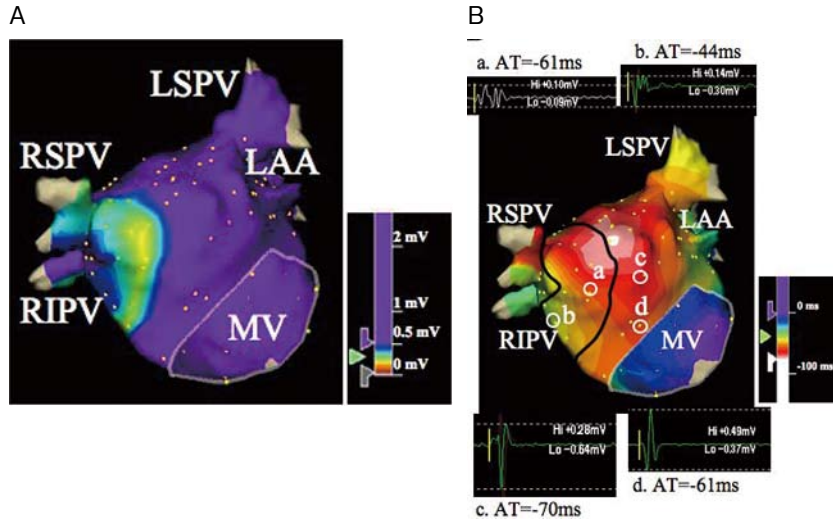 A
LSPV
RSPV
LAA
RIPV
MV
2 mV
1 mV
0.5 mV
0 mV
B
a. AT=-61ms
Hi +0.10mV
Lo -0.09mV
b. AT=-44ms
Hi +0.14mV
Lo -0.30mV
LSPV
RSPV
LAA
c
a
d
RIPV
b
MV
0 ms
-100 ms
Hi +0.28mV
Lo -0.64mV
c. AT=-70ms
Hi +0.49mV
Lo -0.37mV
d. AT=-61ms